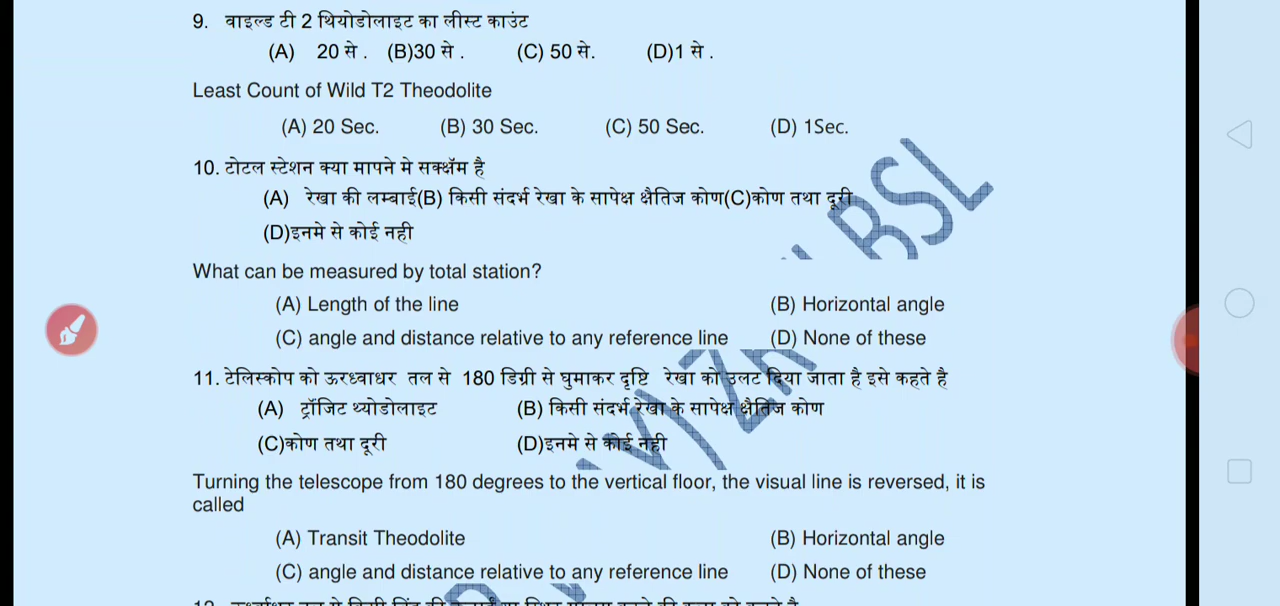 9. वाइल्ड टी 2 थियोडोलाइट का लीस्ट काउंट
(A) 20 से . (B)30 से . (C) 50 से. (D)1 से .
Least Count of Wild T2 Theodolite
(A) 20 Sec. (B) 30 Sec. (C) 50 Sec. (D) 1Sec.
10. टोटल स्टेशन क्या मापने मे सक्क्षॅम है
(A) रेखा की लम्बाई(B) किसी संदर्भ रेखा के सापेक्ष क्षैतिज कोण(C)कोण तथा दूरी
(D)इनमे से कोई नही
What can be measured by total station?
(A) Length of the line (B) Horizontal angle
(C) angle and distance relative to any reference line (D) None of these
11. टेलिस्कोप को ऊरध्वाधर तल से 180 डिग्री से घुमाकर दृष्टि रेखा को उलट दिया जाता है इसे कहते है
(A) ट्रॉजिट थ्योडोलाइट (B) किसी संदर्भ रेखा के सापेक्ष क्षैतिज कोण
(C)कोण तथा दूरी (D)इनमे से कोई नही
Turning the telescope from 180 degrees to the vertical floor, the visual line is reversed, it is
called
(A) Transit Theodolite (B) Horizontal angle
(C) angle and distance relative to any reference line (D) None of these
BSL